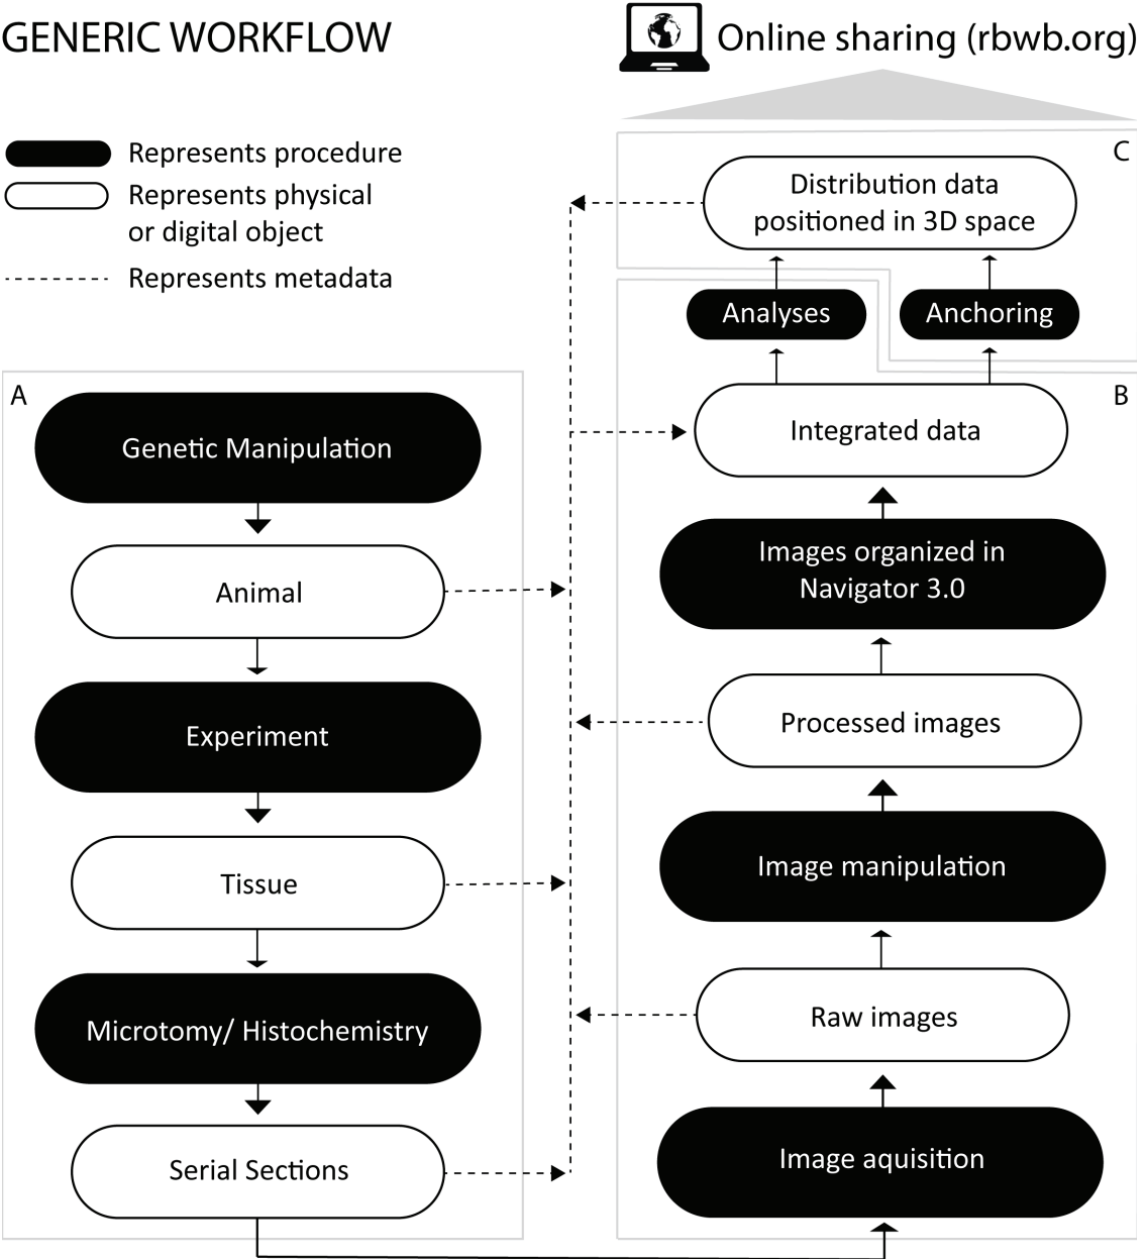 GENERIC WORKFLOW
Online sharing (rbwb.org)
Represents procedure
Represents physical
or digital object
Represents metadata
A
Genetic Manipulation
Animal
Experiment
Tissue
Microtomy/ Histochemistry
Serial Sections
C
Distribution data
positioned in 3D space
Analyses
Anchoring
B
Integrated data
Images organized in
Navigator 3.0
Processed images
Image manipulation
Raw images
Image aquisition